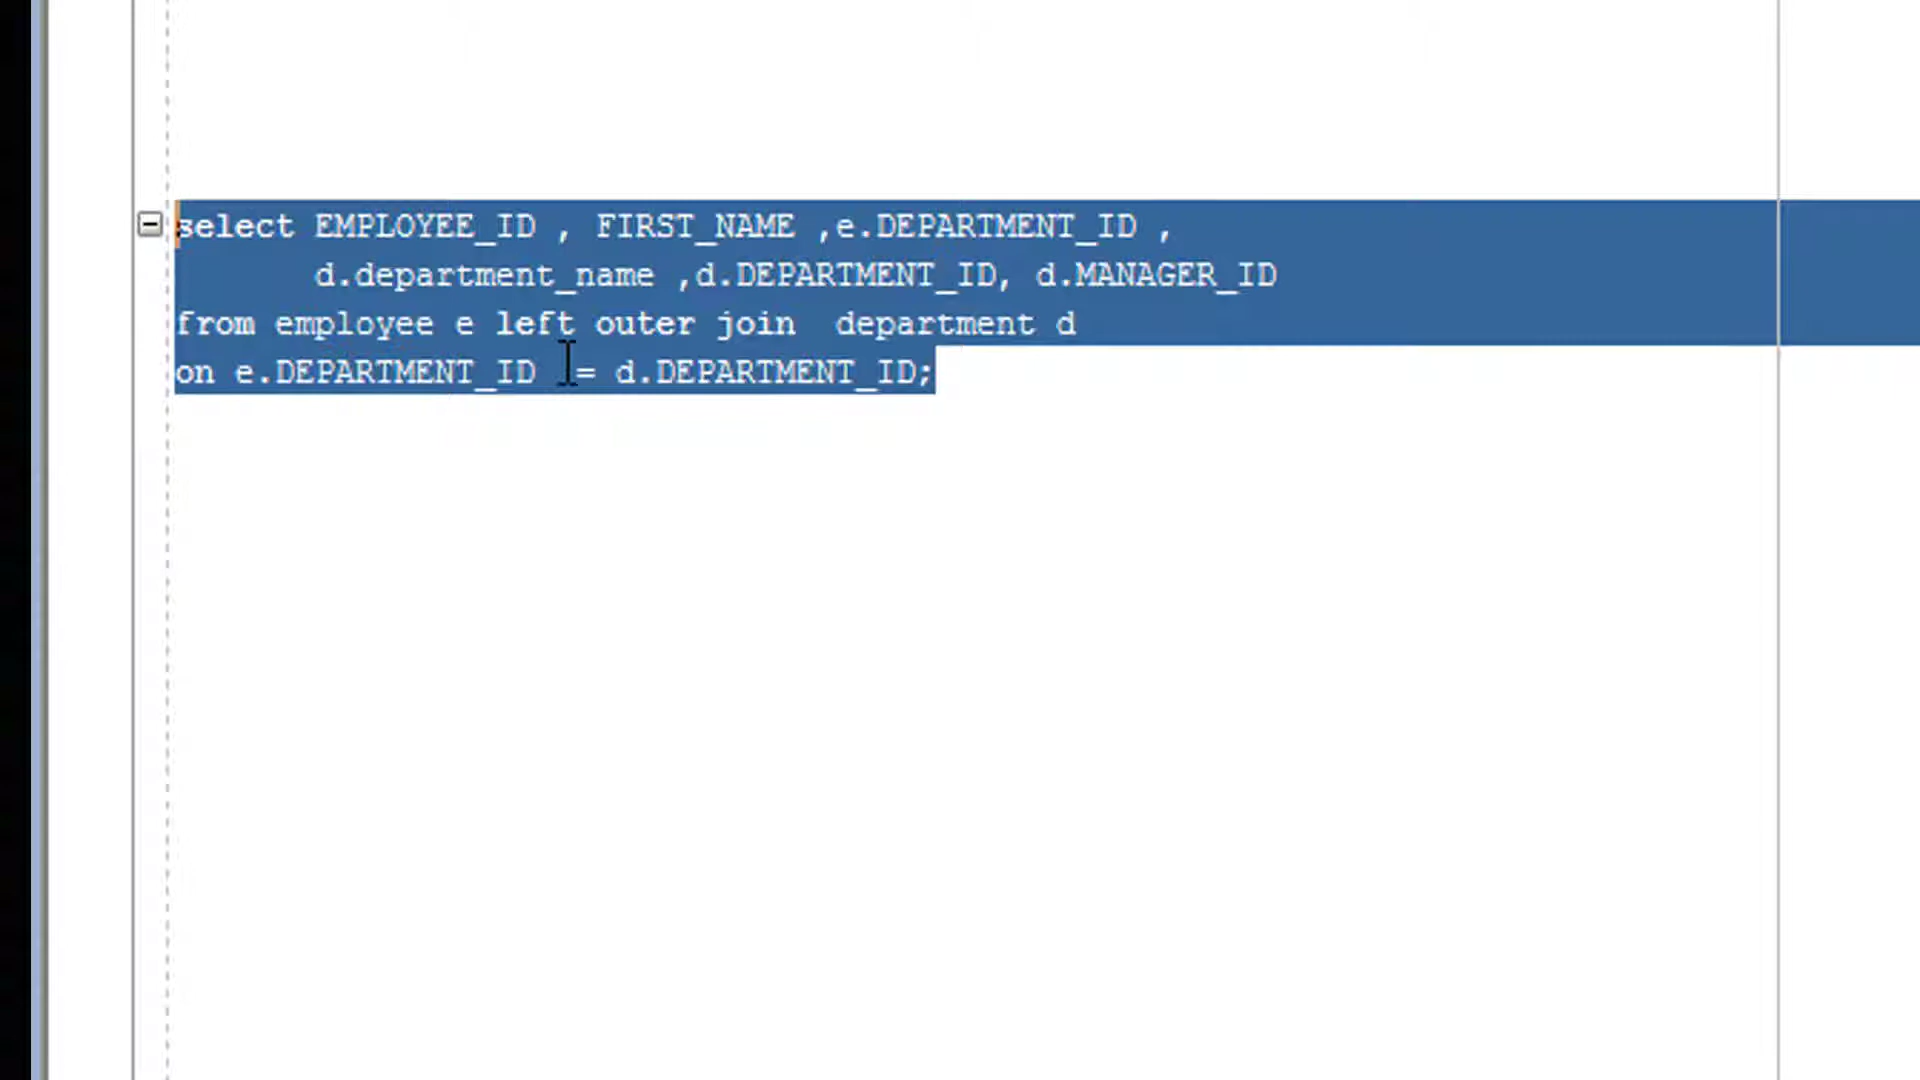 select EMPLOYEE_ID , FIRST_NAME ,e.DEPARTMENT_ID ,
d.department_name ,d.DEPARTMENT_ID, d.MANAGER_ID
from employee e left outer join  department d
on e.DEPARTMENT_ID  = d.DEPARTMENT_ID;